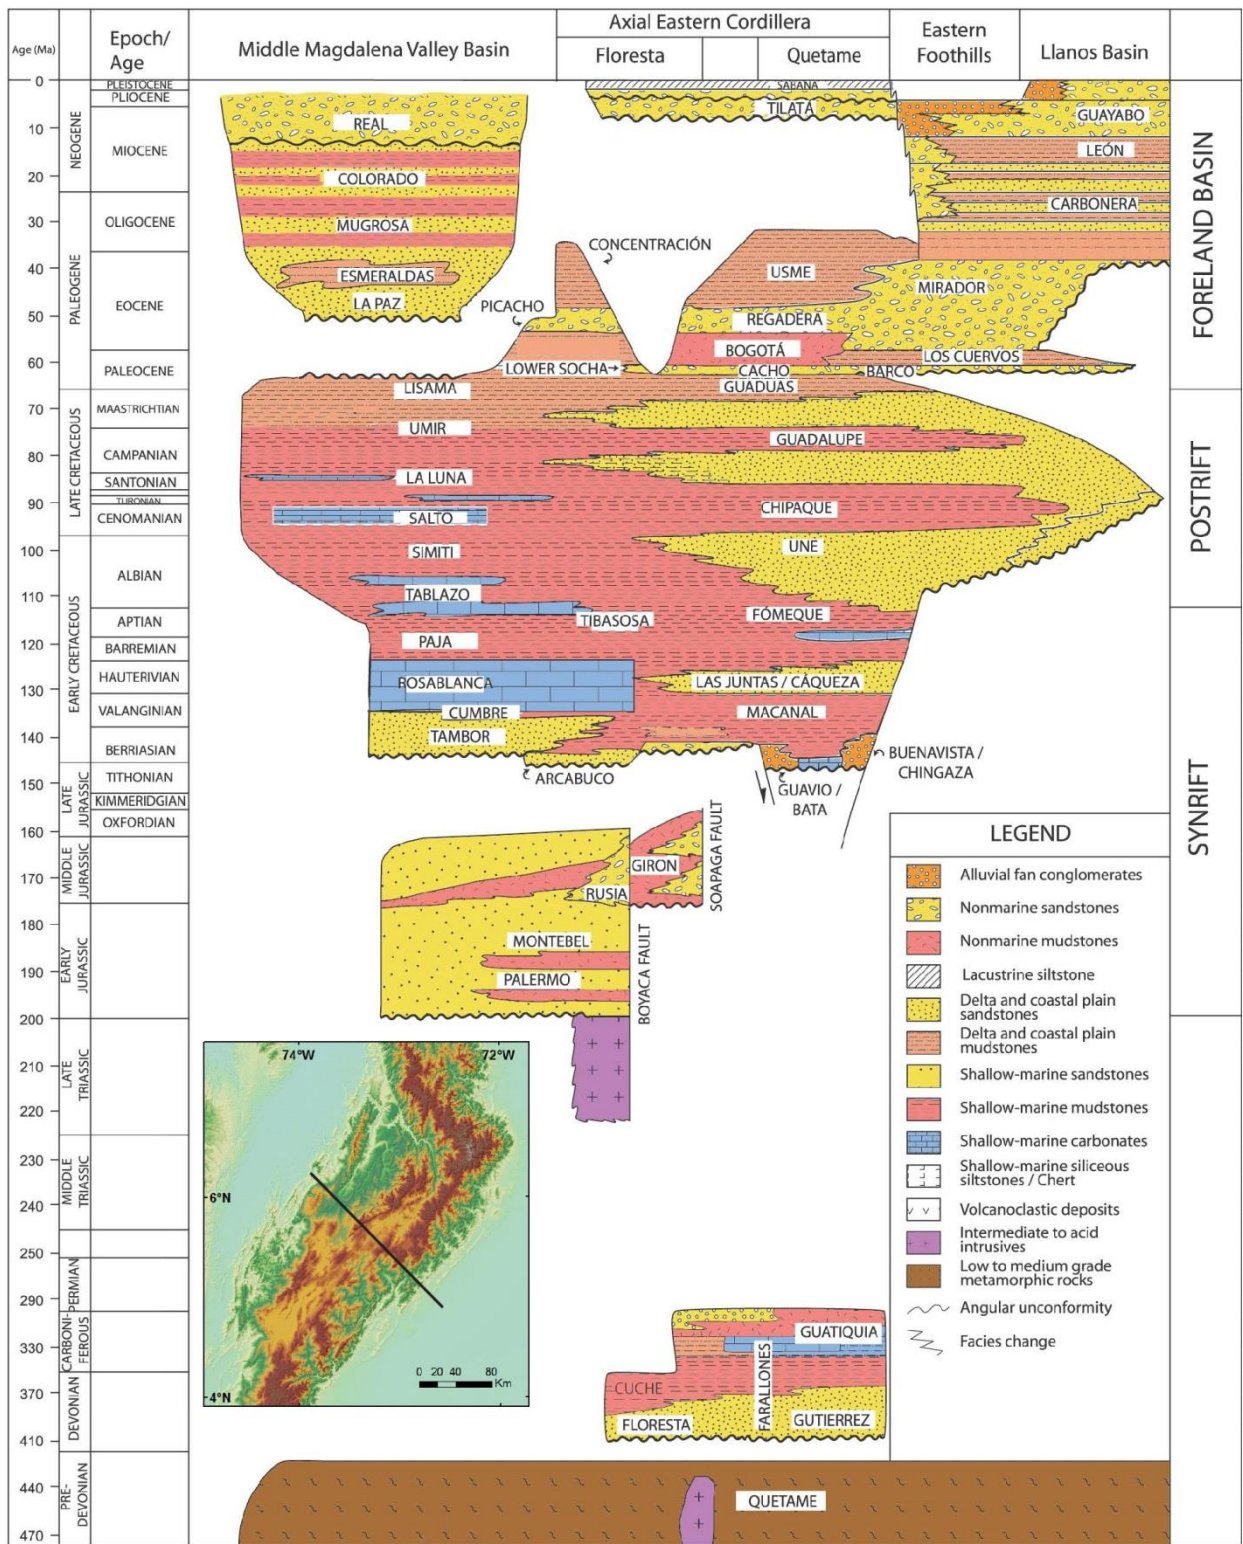 Age (Ma)
Epoch/
Age
Middle Magdalena Valley Basin
Axial Eastern Cordillera
Floresta
Quetame
Eastern
Foothills
Llanos Basin
0
10
20
30
40
50
60
70
80
90
100
110
120
130
140
150
160
170
180
190
200
210
220
230
240
250
290
330
370
410
440
470
NEOGENE
PALEOGENE
LATE CRETACEOUS
EARLY CRETACEOUS
LATE
JURASSIC
MIDDLE
JURASSIC
EARLY
JURASSIC
LATE
TRIASSIC
MIDDLE
TRIASSIC
PERMIAN
CARBONI-
FEROUS
DEVONIAN
PRE-
DEVONIAN
PLEISTOCENE
PLIOCENE
MIOCENE
OLIGOCENE
EOCENE
PALEOCENE
MAASTRICHTIAN
CAMPANIAN
SANTONIAN
TURONIAN
CENOMANIAN
ALBIAN
APTIAN
BARREMIAN
HAUTERIVIAN
VALANGINIAN
BERRIASIAN
TITHONIAN
KIMMERIDGIAN
OXFORDIAN
SABANA
TILATÁ
REAL
GUAYABO
LEÓN
COLORADO
CARBONERA
MUGROSA
CONCENTRACIÓN
ESMERALDAS
USME
MIRADOR
LA PAZ
PICACHO
REGADERA
BOGOTÁ
LOS CUERVOS
LOWER SOCHA
CACHO
BARCO
LISAMA
GUADUAS
UMIR
GUADALUPE
LA LUNA
CHIPAQUE
SALTO
SIMITI
UNE
TABLAZO
TIBASOSA
FÓMEQUE
PAJA
ROSABLANCA
LAS JUNTAS / CÁQUEZA
CUMBRE
MACANAL
TAMBOR
ARCABUCO
BUENAVISTA /
CHINGAZA
GUAVIO /
BATA
GIRON
RUSIA
SOAPAGA FAULT
MONTEBEL
PALERMO
BOYACA FAULT
GUATIQUIA
FARALLONES
CUCHE
FLORESTA
GUTIERREZ
QUETAME
FORELAND BASIN
POSTRIFT
SYNRIFT
74°W
72°W
6°N
4°N
0 20 40 80
Km
LEGEND
Alluvial fan conglomerates
Nonmarine sandstones
Nonmarine mudstones
Lacustrine siltstone
Delta and coastal plain
sandstones
Delta and coastal plain
mudstones
Shallow-marine sandstones
Shallow-marine mudstones
Shallow-marine carbonates
Shallow-marine siliceous
siltstones / Chert
Volcanoclastic deposits
Intermediate to acid
intrusives
Low to medium grade
metamorphic rocks
Angular unconformity
Facies change